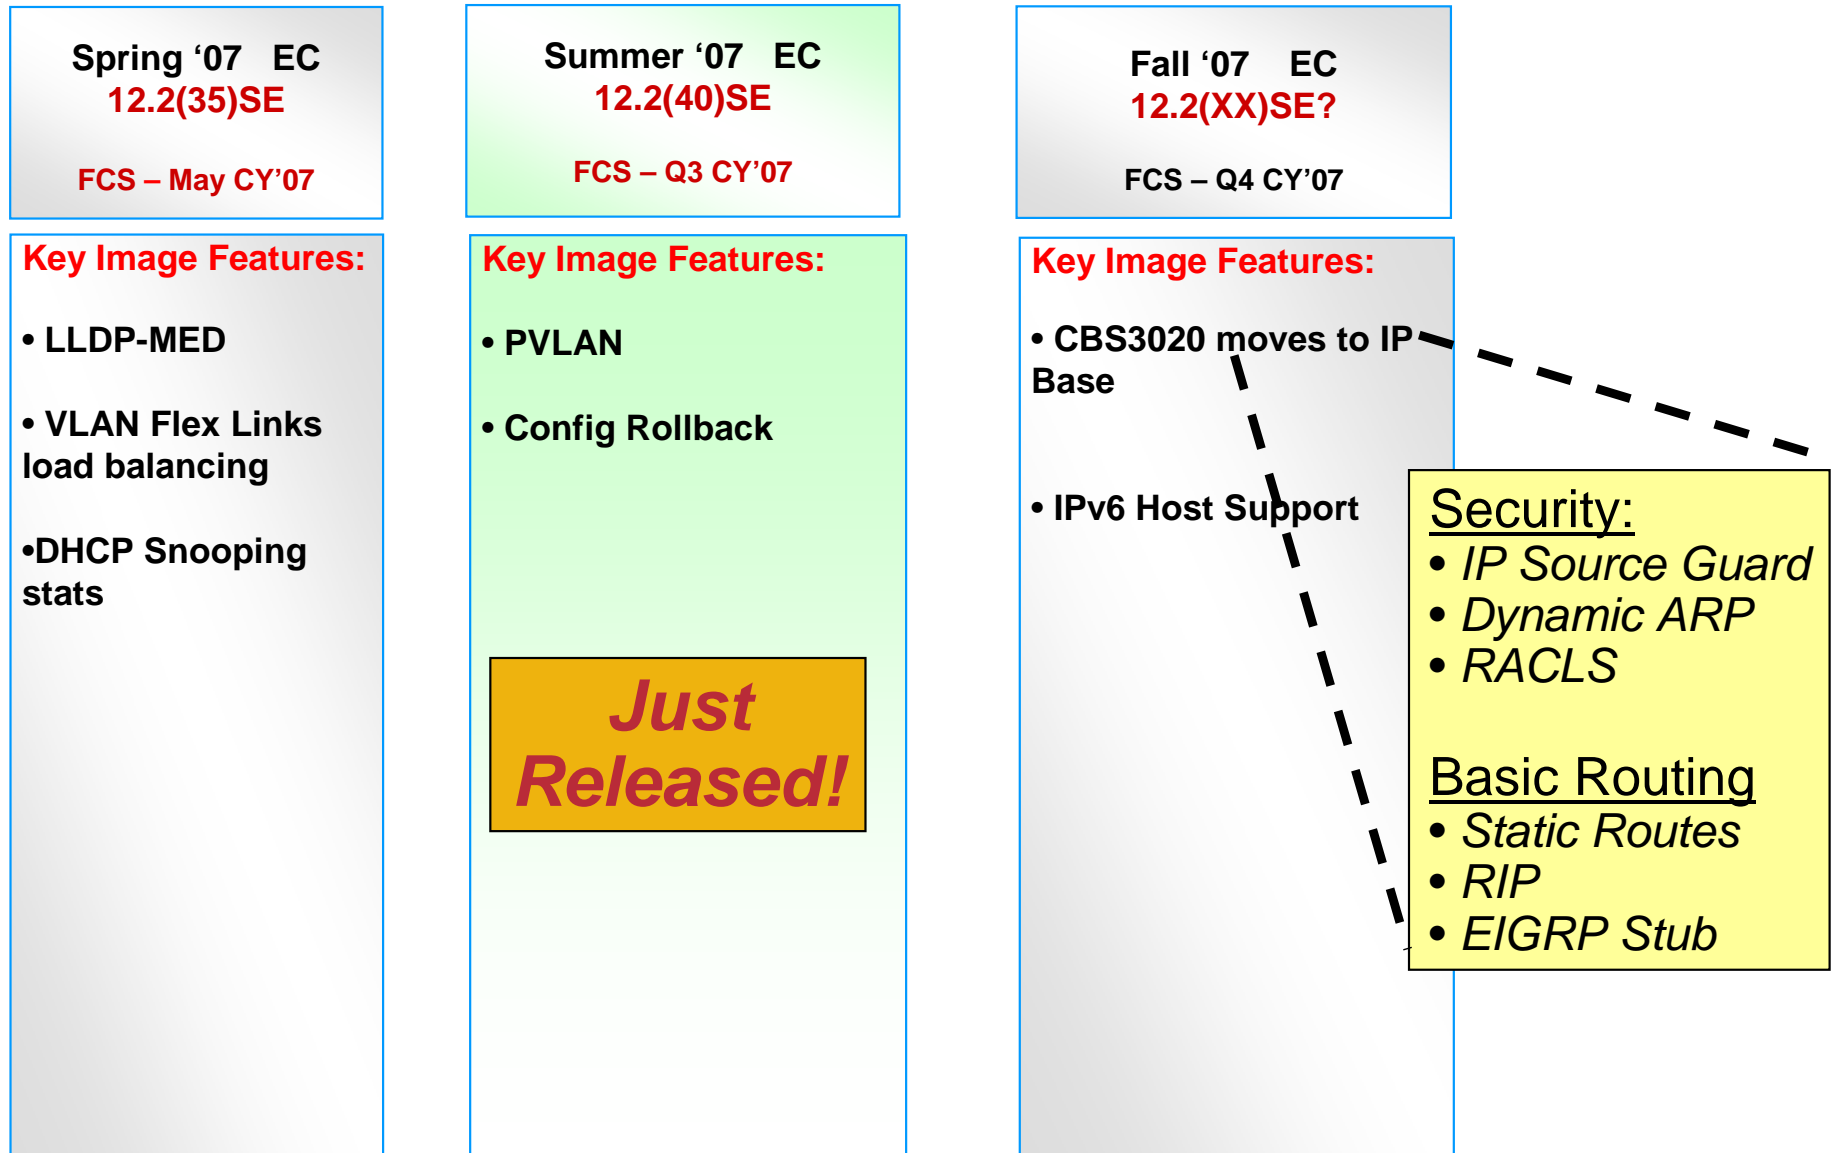 Spring ‘07 EC
12.2(35)SE
FCS – May CY’07
Key Image Features:
• LLDP-MED
• VLAN Flex Links
load balancing
•DHCP Snooping
stats
Summer ‘07 EC
12.2(40)SE
FCS – Q3 CY’07
Key Image Features:
• PVLAN
• Config Rollback
Just
Released!
Fall ‘07 EC
12.2(XX)SE?
FCS – Q4 CY’07
Key Image Features:
• CBS3020 moves to IP
Base
• IPv6 Host Support
Security:
• IP Source Guard
• Dynamic ARP
• RACLS
Basic Routing
• Static Routes
• RIP
• EIGRP Stub